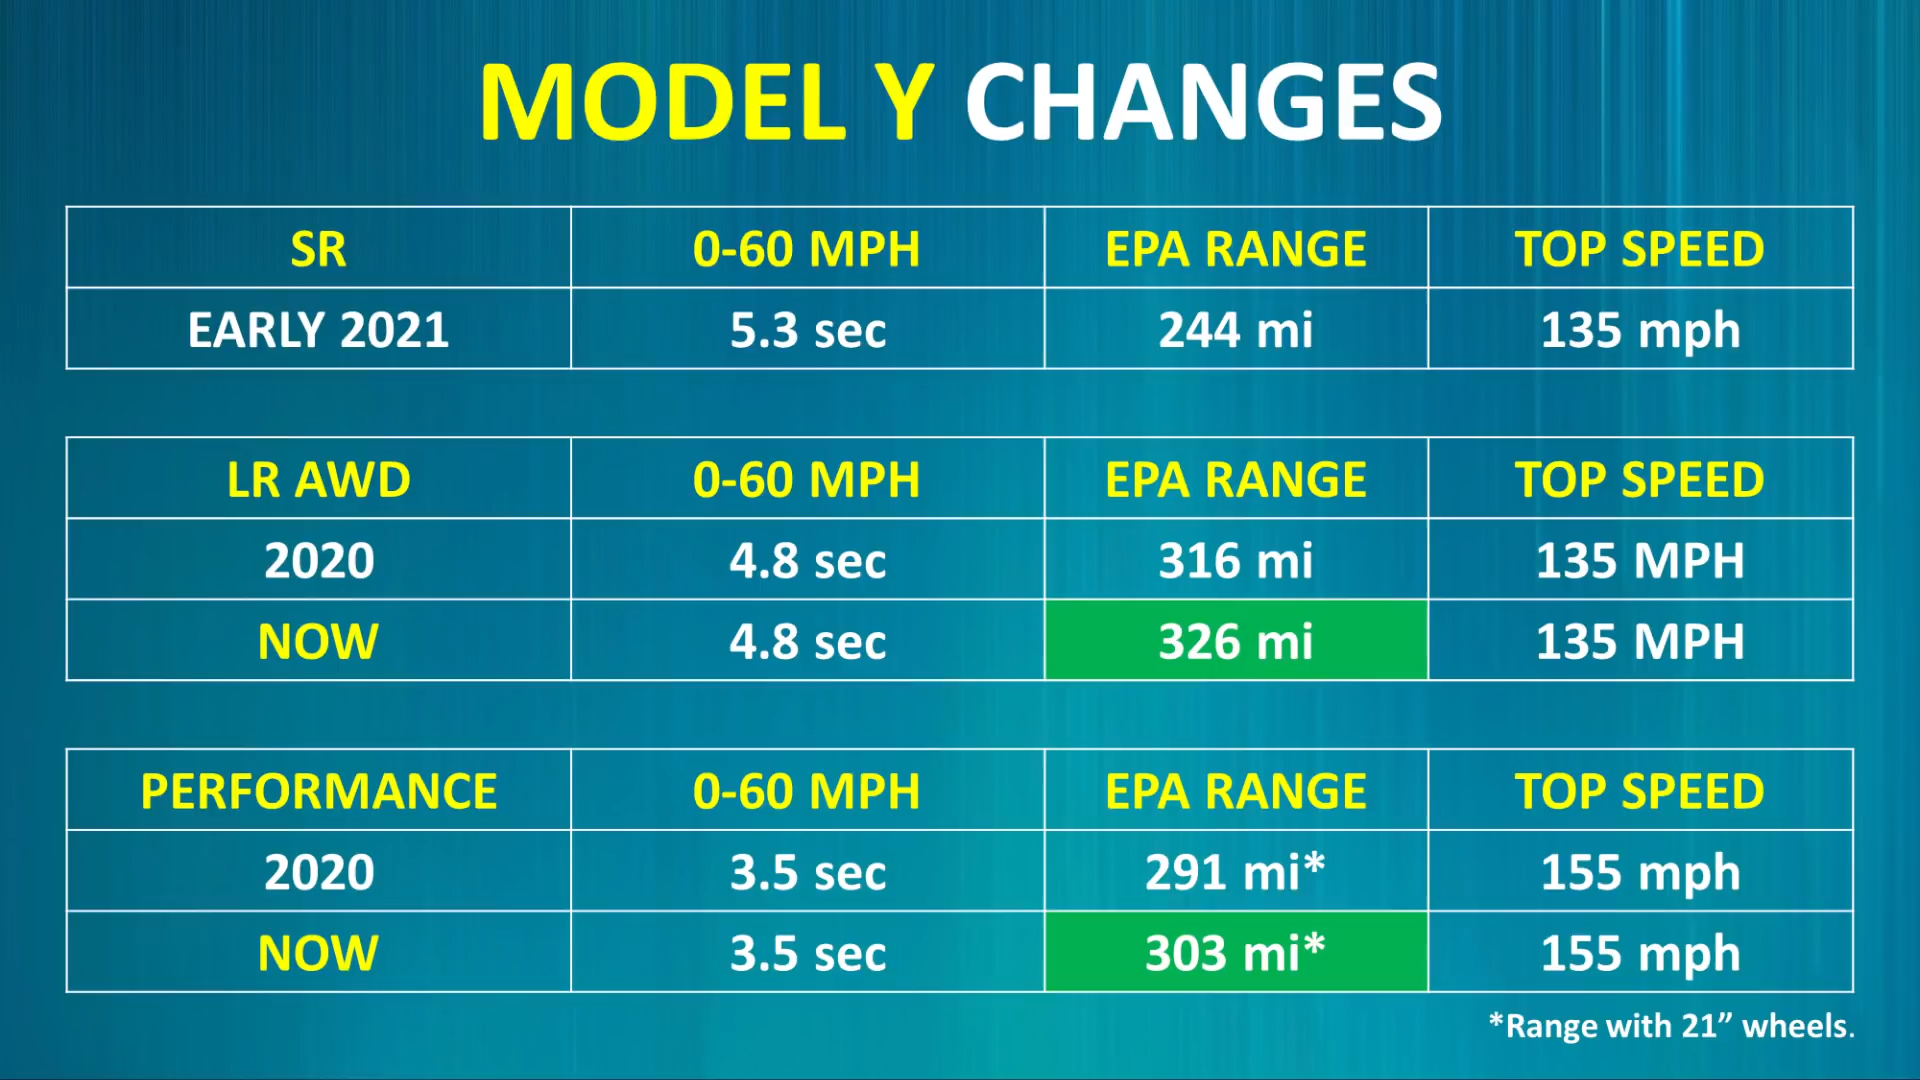 MODEL Y CHANGES
SR 0-60 MPH EPA RANGE TOP SPEED
EARLY 2021 5.3 sec 244 mi 135 mph
LR AWD 0-60 MPH EPA RANGE TOP SPEED
2020 4.8 sec 316 mi 135 MPH
NOW 4.8 sec 326 mi 135 MPH
PERFORMANCE 0-60 MPH EPA RANGE TOP SPEED
2020 3.5 sec 291 mi* 155 mph
NOW 3.5 sec 303 mi* 155 mph
*Range with 21” wheels.